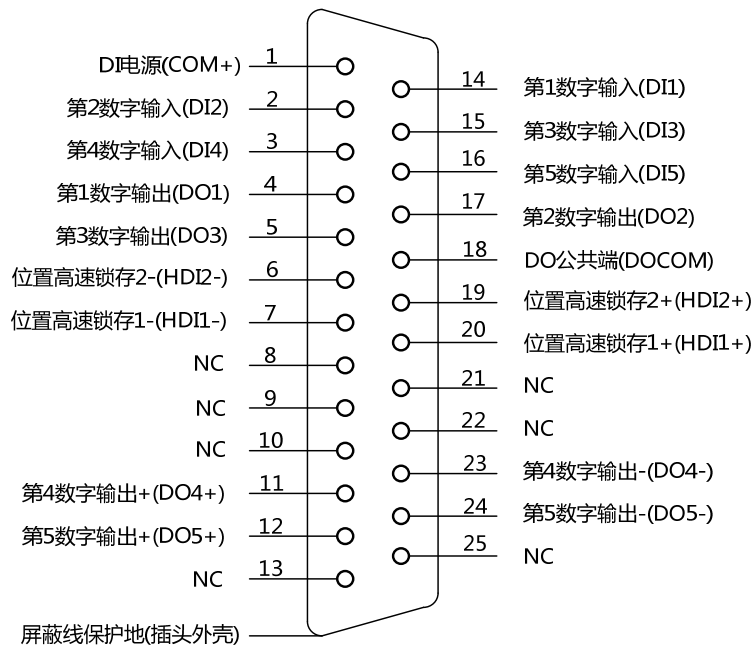 DI电源(COM+) 1
14 第1数字输入(DI1)
第2数字输入(DI2) 2
15 第3数字输入(DI3)
第4数字输入(DI4) 3
16 第5数字输入(DI5)
第1数字输出(DO1) 4
17 第2数字输出(DO2)
第3数字输出(DO3) 5
18 DO公共端(DOCOM)
位置高速锁存2-(HDI2-) 6
19 位置高速锁存2+(HDI2+)
位置高速锁存1-(HDI1-) 7
20 位置高速锁存1+(HDI1+)
NC 8
21 NC
NC 9
22 NC
NC 10
23 第4数字输出-(DO4-)
第4数字输出+(DO4+) 11
24 第5数字输出-(DO5-)
第5数字输出+(DO5+) 12
25 NC
NC 13
屏蔽线保护地(插头外壳)